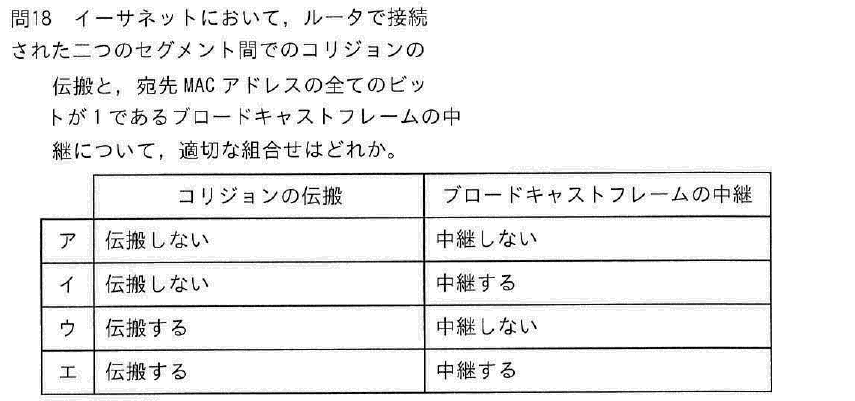 問18　イーサネットにおいて，ルータで接続
された二つのセグメント間でのコリジョンの
伝搬と，宛先 MAC アドレスの全てのビッ
トが1であるブロードキャストフレームの中
継について，適切な組合せはどれか。
コリジョンの伝搬　ブロードキャストフレームの中継
ア　伝搬しない　中継しない
イ　伝搬しない　中継する
ウ　伝搬する　中継しない
エ　伝搬する　中継する